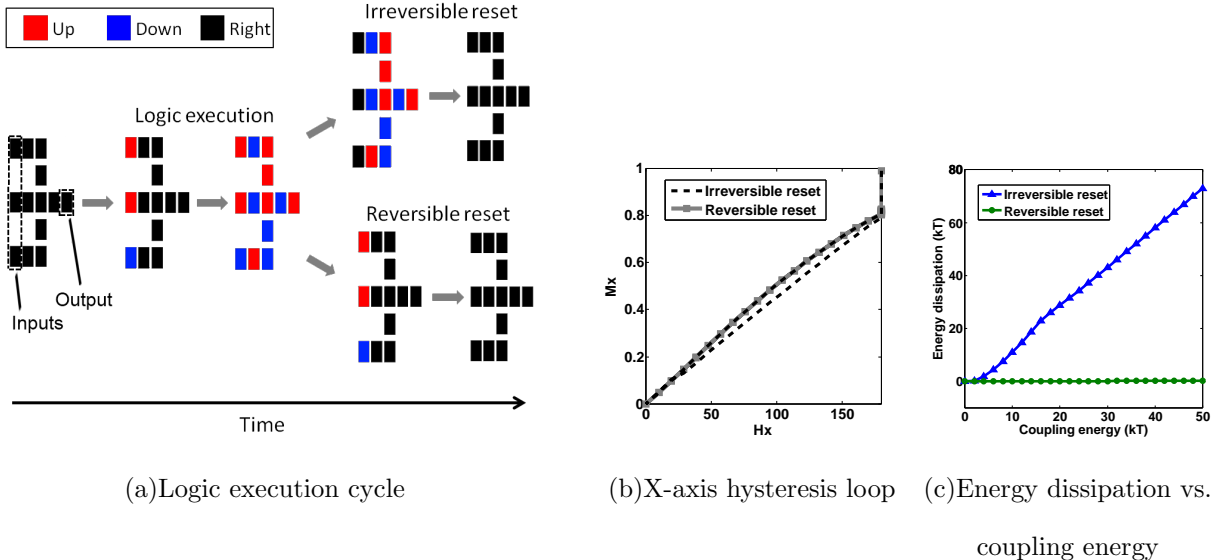 Up
Down
Right
Irreversible reset
Logic execution
Reversible reset
Output
Inputs
Time
(a)Logic execution cycle
1
0.8
0.6
0.4
0.2
0
Mx
Irreversible reset
Reversible reset
0
50
100
150
Hx
(b)X-axis hysteresis loop
80
60
40
20
0
Energy dissipation (kT)
Irreversible reset
Reversible reset
0
10
20
30
40
50
Coupling energy (kT)
(c)Energy dissipation vs.
coupling energy